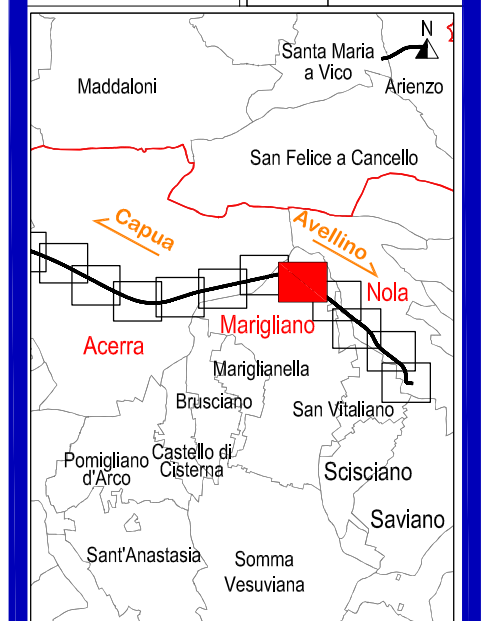 N
Santa Maria
a Vico
Maddaloni
Arienzo
San Felice a Cancello
Capua
Avellino
Nola
Marigliano
Acerra
Mariglianella
Brusciano
San Vitaliano
Castello di
Cisterna
Pomigliano
d'Arco
Scisciano
Saviano
Sant'Anastasia
Somma
Vesuviana